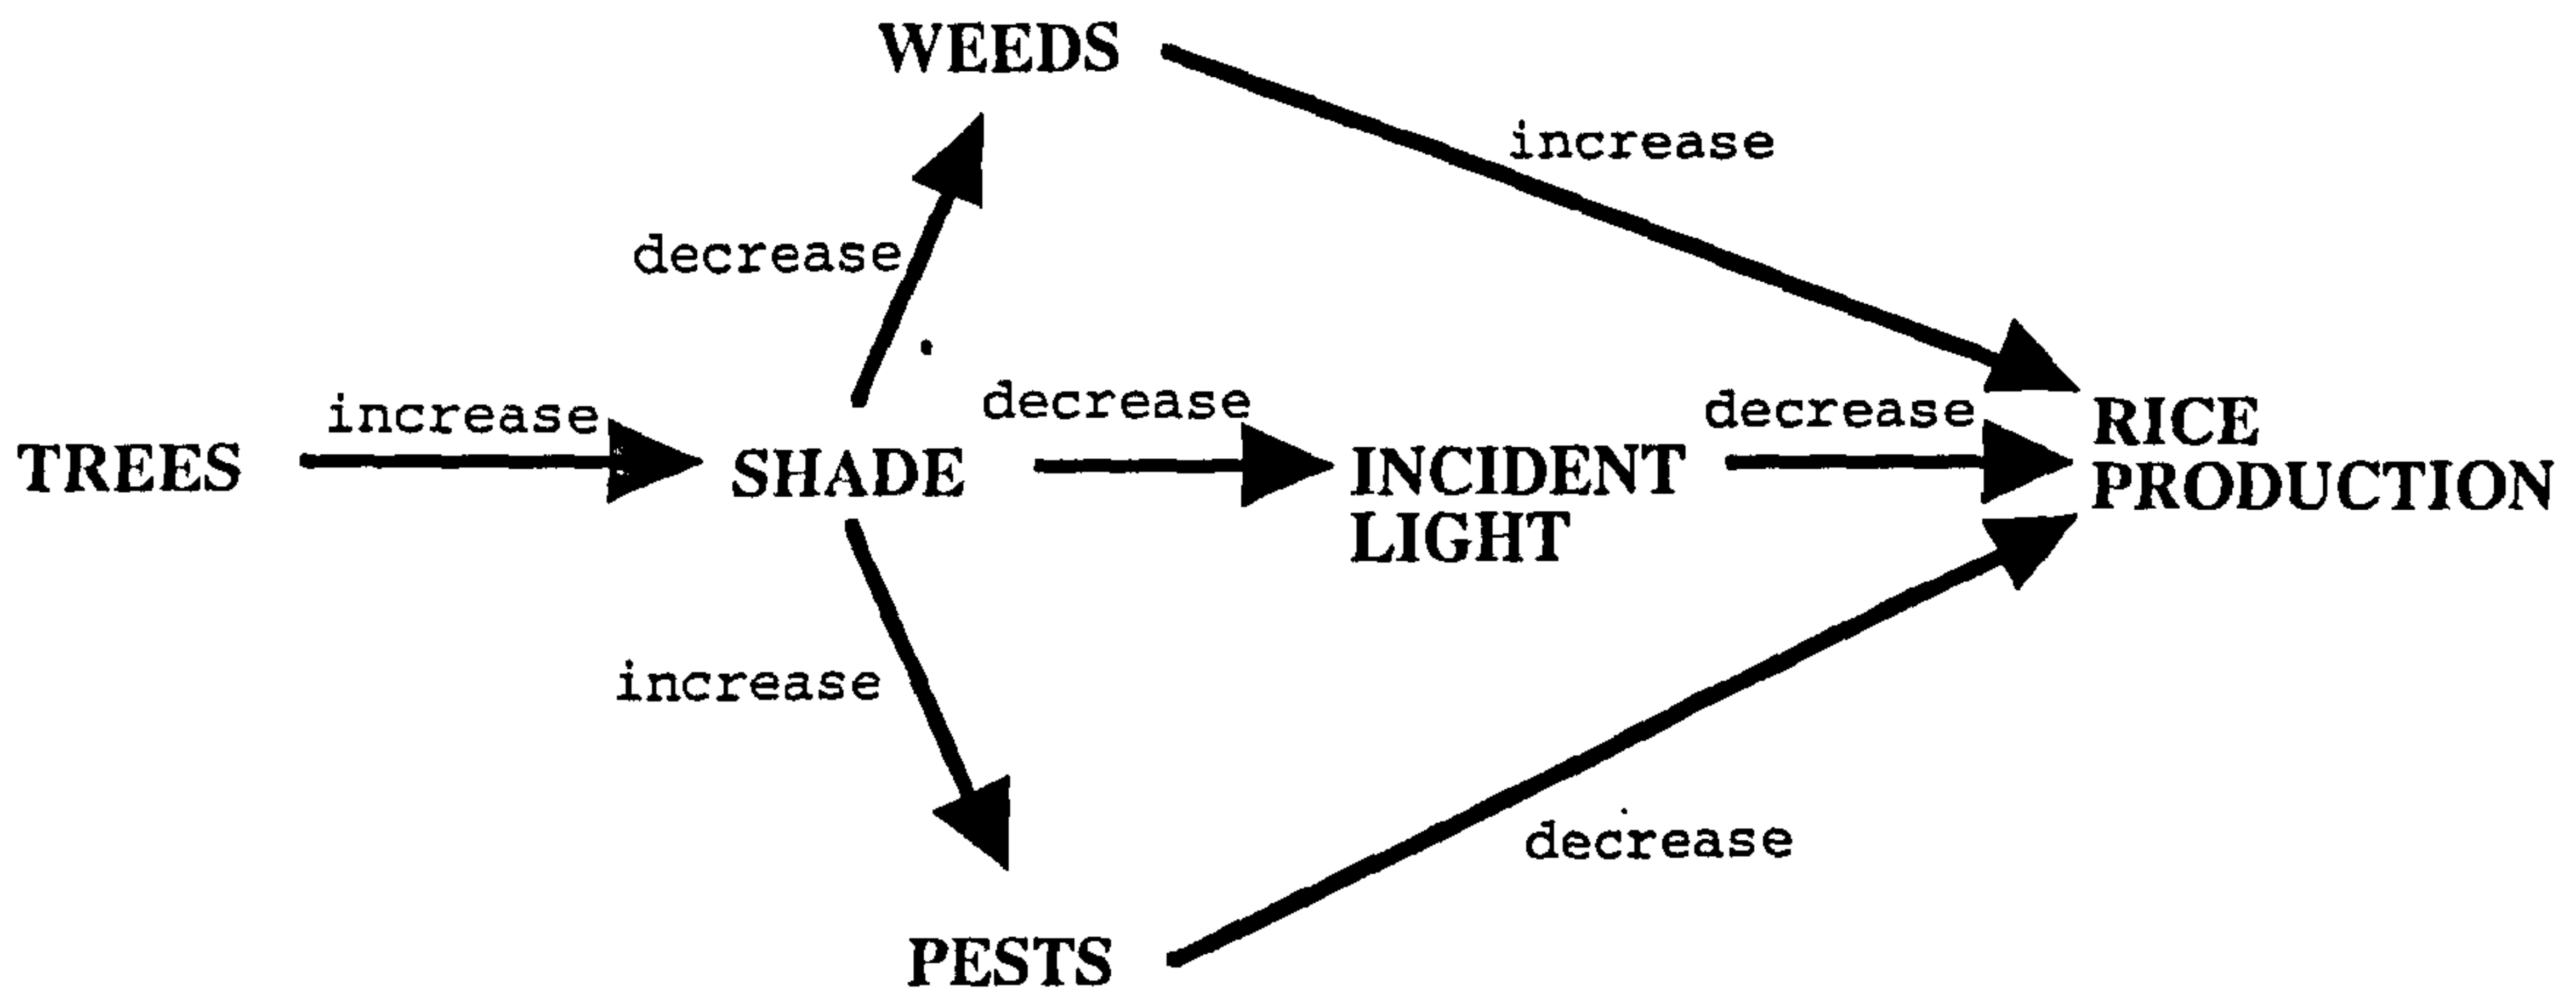 WEEDS
increase
decrease
increase
decrease
decrease
TREES
SHADE
INCIDENT
LIGHT
RICE
PRODUCTION
increase
decrease
PESTS